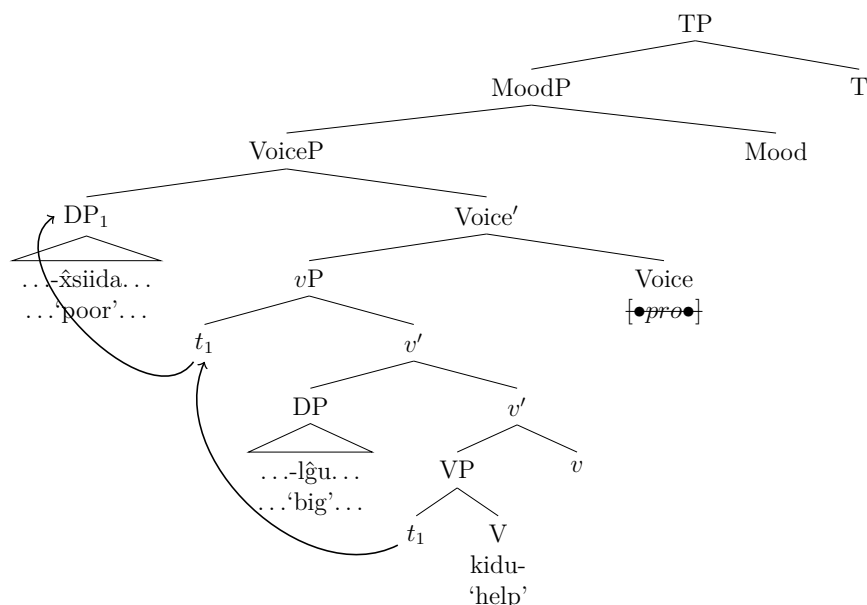 TP
MoodP T
VoiceP Mood
DP₁ Voice′
…-x̂siida… vP Voice
…‘poor’… [●pro●]
t₁ v′
DP v′
…-lĝu… VP v
…‘big’…
t₁ V
kidu-
‘help’